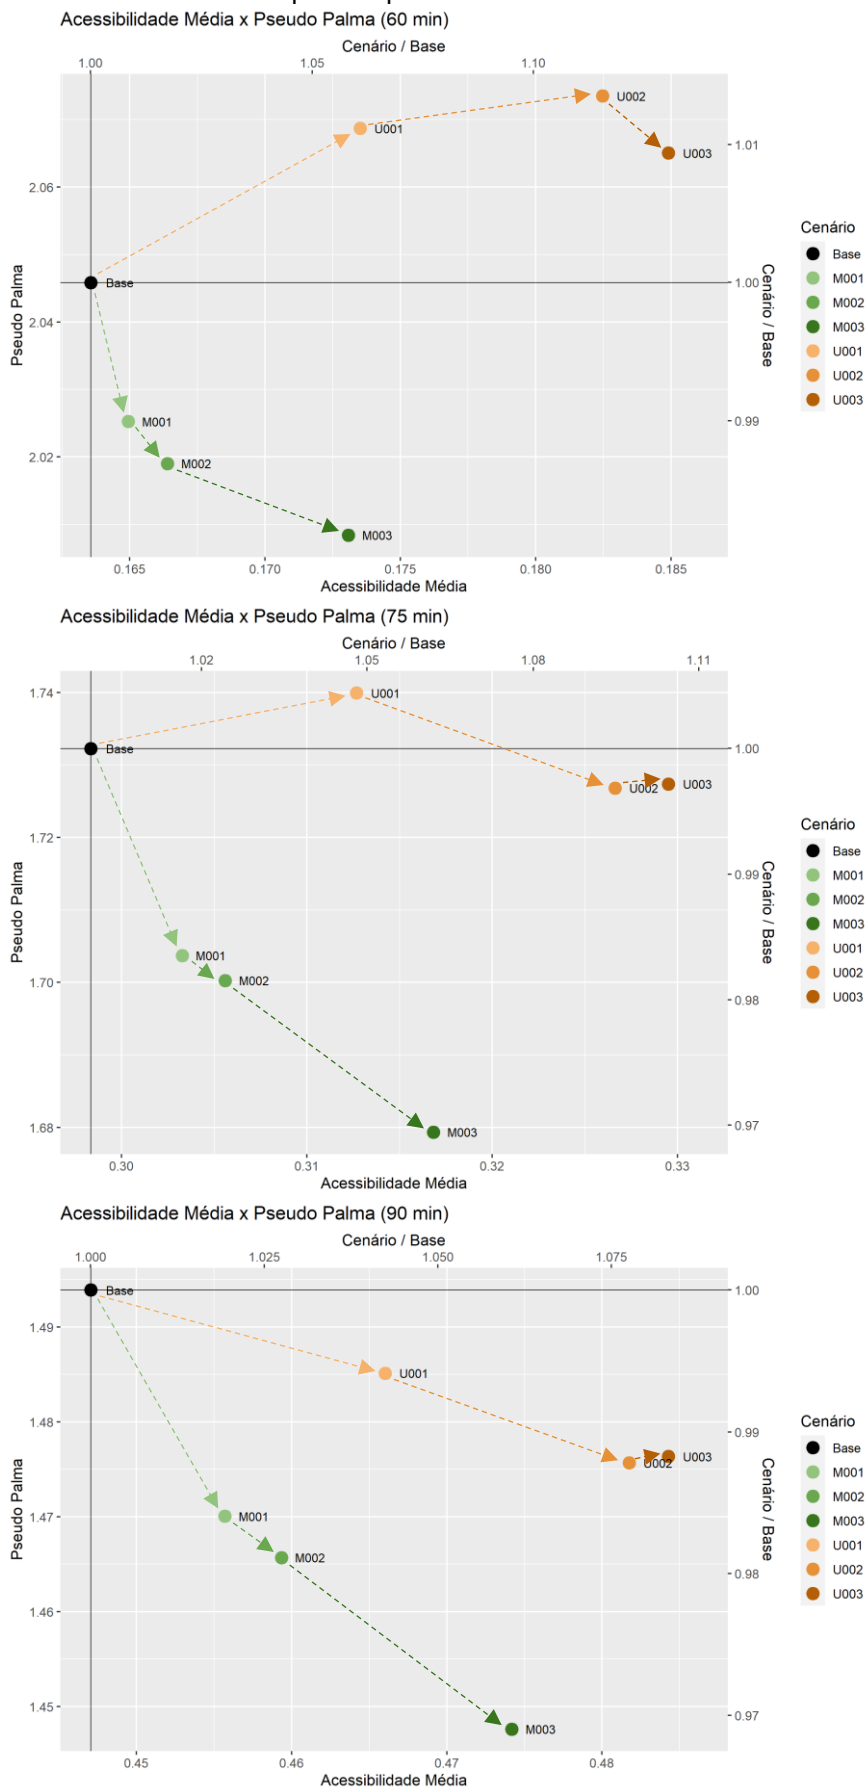 Acessibilidade Média x Pseudo Palma (60 min)
Cenário / Base
1.00 1.05 1.10
U002
U001
1.01
U003
2.06
Cenário
Base
Base
1.00
M001
M002
2.04
M003
Pseudo Palma
Cenário / Base
U001
U002
U003
M001
0.99
2.02
M002
M003
0.165 0.170 0.175 0.180 0.185
Acessibilidade Média
Acessibilidade Média x Pseudo Palma (75 min)
Cenário / Base
1.02 1.05 1.08 1.11
1.74
U001
Base
1.00
U002
U003
1.72
Cenário
Base
0.99
M001
Pseudo Palma
Cenário / Base
M002
M003
U001
M001
U002
1.70
M002
0.98
U003
1.68
M003
0.97
0.30 0.31 0.32 0.33
Acessibilidade Média
Acessibilidade Média x Pseudo Palma (90 min)
Cenário / Base
1.000 1.025 1.050 1.075
Base
1.00
1.49
U001
1.48
Cenário
0.99
Base
U002
U003
M001
1.47
M001
M002
Pseudo Palma
Cenário / Base
M003
M002
U001
0.98
U002
U003
1.46
1.45
0.97
M003
0.45 0.46 0.47 0.48
Acessibilidade Média